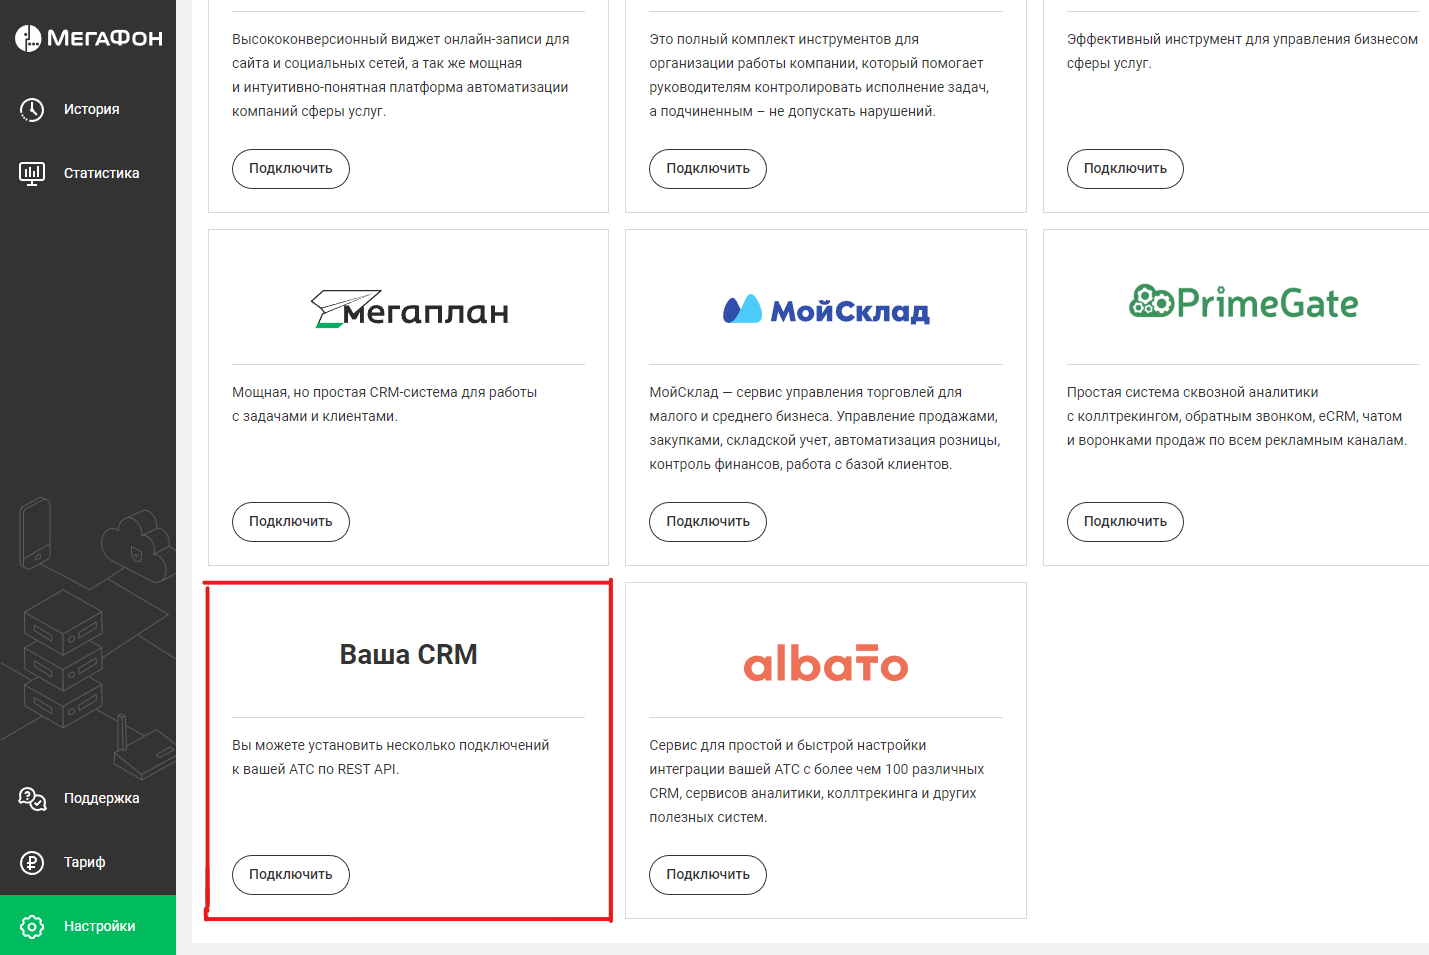 МЕГАФОН
История
Статистика
Поддержка
Тариф
Настройки
Высококонверсионный виджет онлайн-записи для
сайта и социальных сетей, а так же мощная
и интуитивно-понятная платформа автоматизации
компаний сферы услуг.
Подключить
Это полный комплект инструментов для
организации работы компании, который помогает
руководителям контролировать исполнение задач,
а подчиненным – не допускать нарушений.
Подключить
Эффективный инструмент для управления бизнесом
сферы услуг.
Подключить
мегаплан
Мощная, но простая CRM-система для работы
с задачами и клиентами.
Подключить
МойСклад
МойСклад — сервис управления торговлей для
малого и среднего бизнеса. Управление продажами,
закупками, складской учет, автоматизация розницы,
контроль финансов, работа с базой клиентов.
Подключить
PrimeGate
Простая система сквозной аналитики
с коллтрекингом, обратным звонком, eCRM, чатом
и воронками продаж по всем рекламным каналам.
Подключить
Ваша CRM
Вы можете установить несколько подключений
к вашей АТС по REST API.
Подключить
albato
Сервис для простой и быстрой настройки
интеграции вашей АТС с более чем 100 различных
CRM, сервисов аналитики, коллтрекинга и других
полезных систем.
Подключить